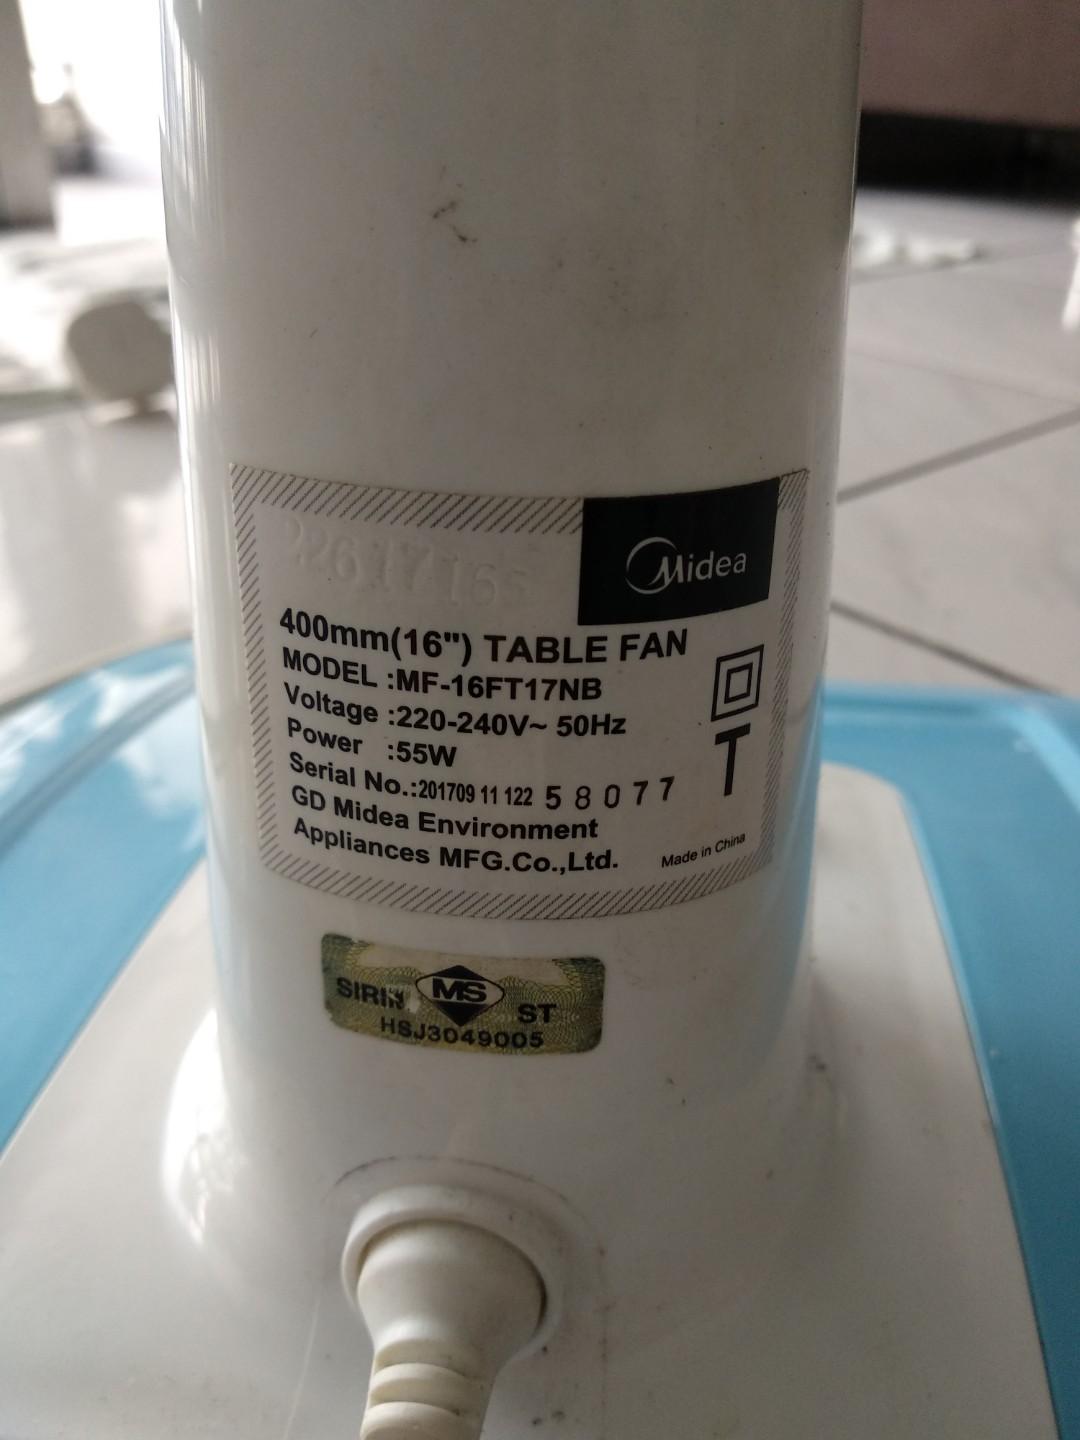 Midea
400mm(16") TABLE FAN
MODEL :MF-16FT17NB
Voltage :220-240V~ 50Hz
Power :55W
Serial No.:201709 11 122 5 8 0 7 7
GD Midea Environment
Appliances MFG.Co.,Ltd.
T
Made in China
MS
ST
HSJ3049005